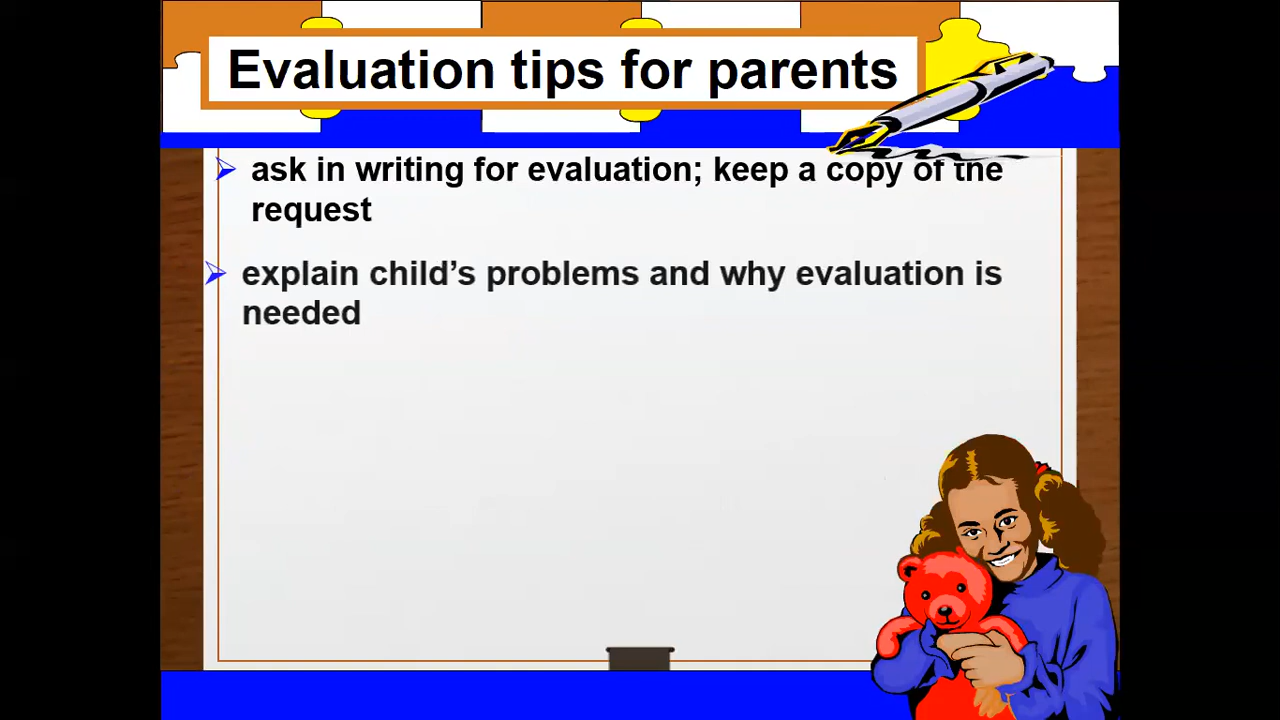 Evaluation tips for parents
ask in writing for evaluation; keep a copy of the
request
explain child’s problems and why evaluation is
needed